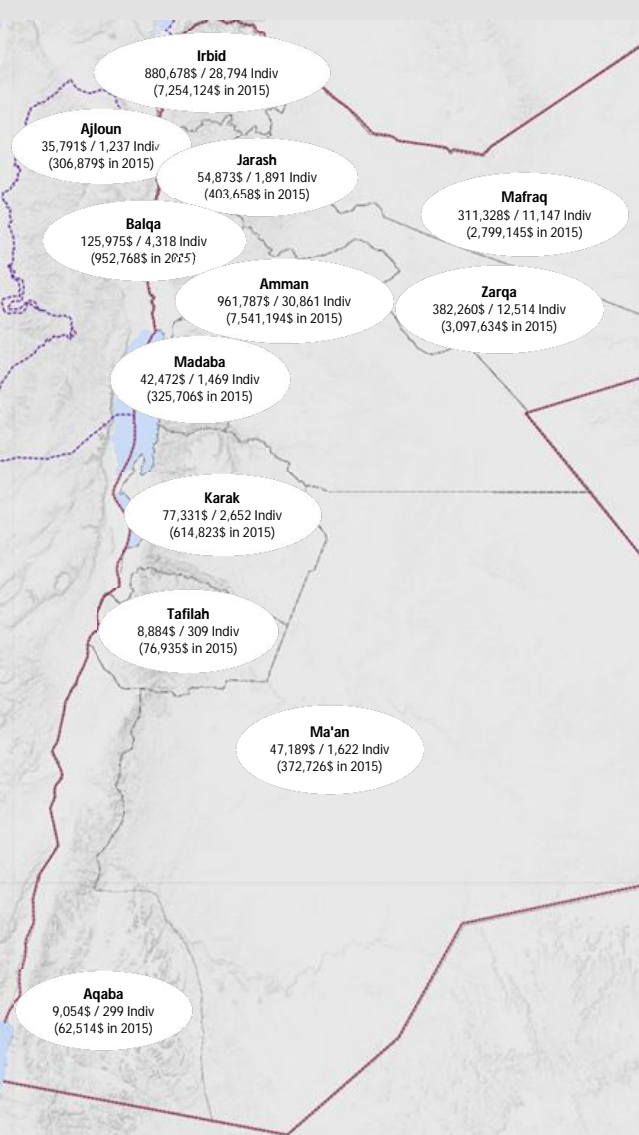 Irbid
880,678$ / 28,794 Indiv
(7,254,124$ in 2015)
Ajloun
35,791$ / 1,237 Indiv
(306,879$ in 2015)
Jarash
54,873$ / 1,891 Indiv
(403,658$ in 2015)
Mafraq
311,328$ / 11,147 Indiv
(2,799,145$ in 2015)
Balqa
125,975$ / 4,318 Indiv
(952,768$ in 2015)
Amman
961,787$ / 30,861 Indiv
(7,541,194$ in 2015)
Zarqa
382,260$ / 12,514 Indiv
(3,097,634$ in 2015)
Madaba
42,472$ / 1,469 Indiv
(325,706$ in 2015)
Karak
77,331$ / 2,652 Indiv
(614,823$ in 2015)
Tafilah
8,884$ / 309 Indiv
(76,935$ in 2015)
Ma'an
47,189$ / 1,622 Indiv
(372,726$ in 2015)
Aqaba
9,054$ / 299 Indiv
(62,514$ in 2015)